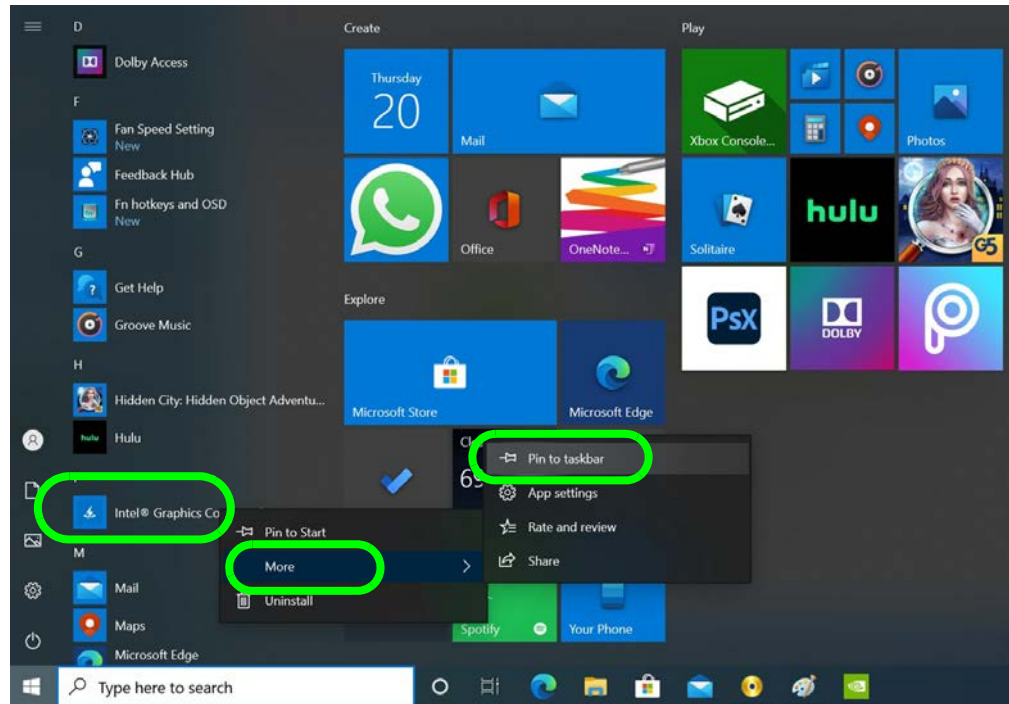 D
Dolby Access
F
Fan Speed Setting
New
Feedback Hub
Fn hotkeys and OSD
New
G
Get Help
Groove Music
H
Hidden City: Hidden Object Adventu...
hulu
Hulu
Intel® Graphics Co
M
Mail
Maps
Microsoft Edge
Create
Thursday
20
Mail
Office
OneNote...
Explore
Microsoft Store
Microsoft Edge
Spotify
Your Phone
Play
Xbox Console...
Photos
Solitaire
hulu
G5
PsX
DOLBY
Pin to Start
More
Uninstall
Pin to taskbar
App settings
Rate and review
Share
Type here to search